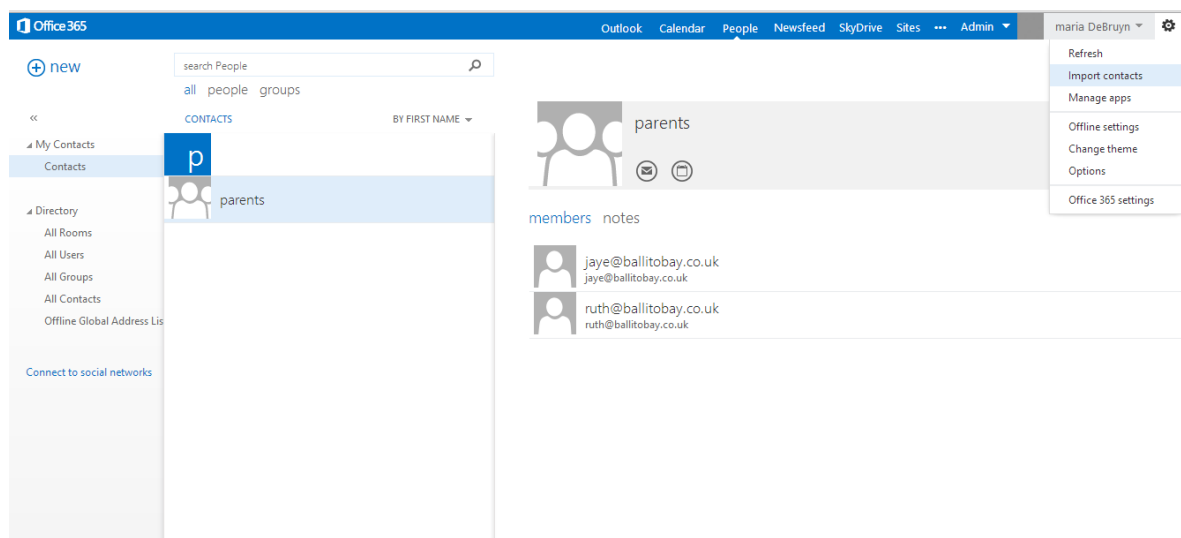 Office 365
Outlook Calendar People Newsfeed SkyDrive Sites ••• Admin maria DeBruyn
new
search People
all people groups
«
CONTACTS BY FIRST NAME
My Contacts
Contacts
Directory
All Rooms
All Users
All Groups
All Contacts
Offline Global Address Lis
Connect to social networks
p
parents
parents
members notes
jaye@ballitobay.co.uk
jaye@ballitobay.co.uk
ruth@ballitobay.co.uk
ruth@ballitobay.co.uk
Refresh
Import contacts
Manage apps
Offline settings
Change theme
Options
Office 365 settings